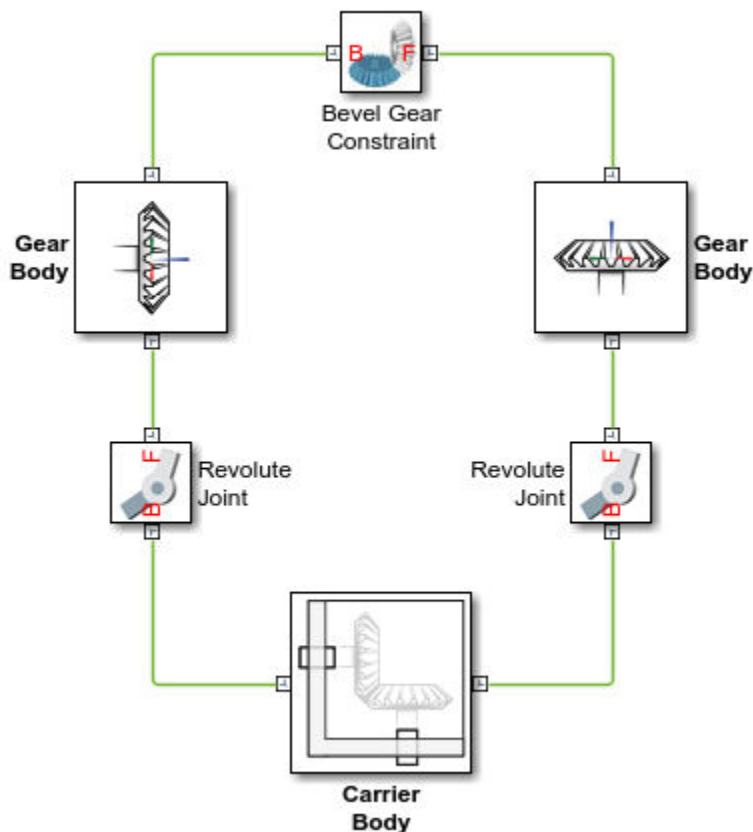 B F
Bevel Gear
Constraint
Gear
Body
Gear
Body
F
B
Revolute
Joint
Revolute
Joint
F
B
Carrier
Body